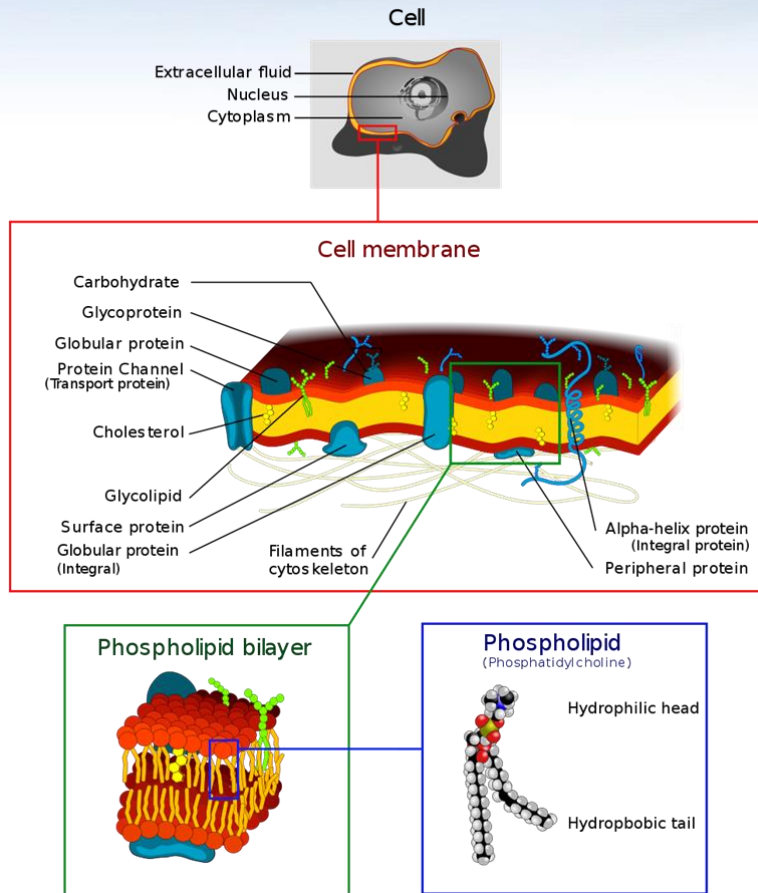 Cell
Extracellular fluid
Nucleus
Cytoplasm
Cell membrane
Carbohydrate
Glycoprotein
Globular protein
Protein Channel
(Transport protein)
Cholesterol
Glycolipid
Surface protein
Globular protein
(Integral)
Filaments of
cytoskeleton
Alpha-helix protein
(Integral protein)
Peripheral protein
Phospholipid bilayer
Phospholipid
(Phosphatidylcholine)
Hydrophilic head
Hydropbobic tail